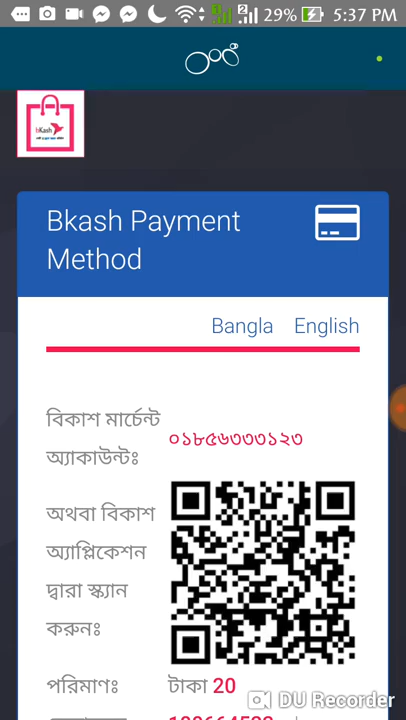 29% 5:37 PM
bKash
Bkash Payment
Method
Bangla English
বিকাশ মার্চেন্ট
অ্যাকাউন্টঃ
০১৮৫৬৩৩৩১২৩
অথবা বিকাশ
অ্যাপ্লিকেশন
দ্বারা স্ক্যান
করুনঃ
পরিমাণঃ টাকা 20
DU Recorder